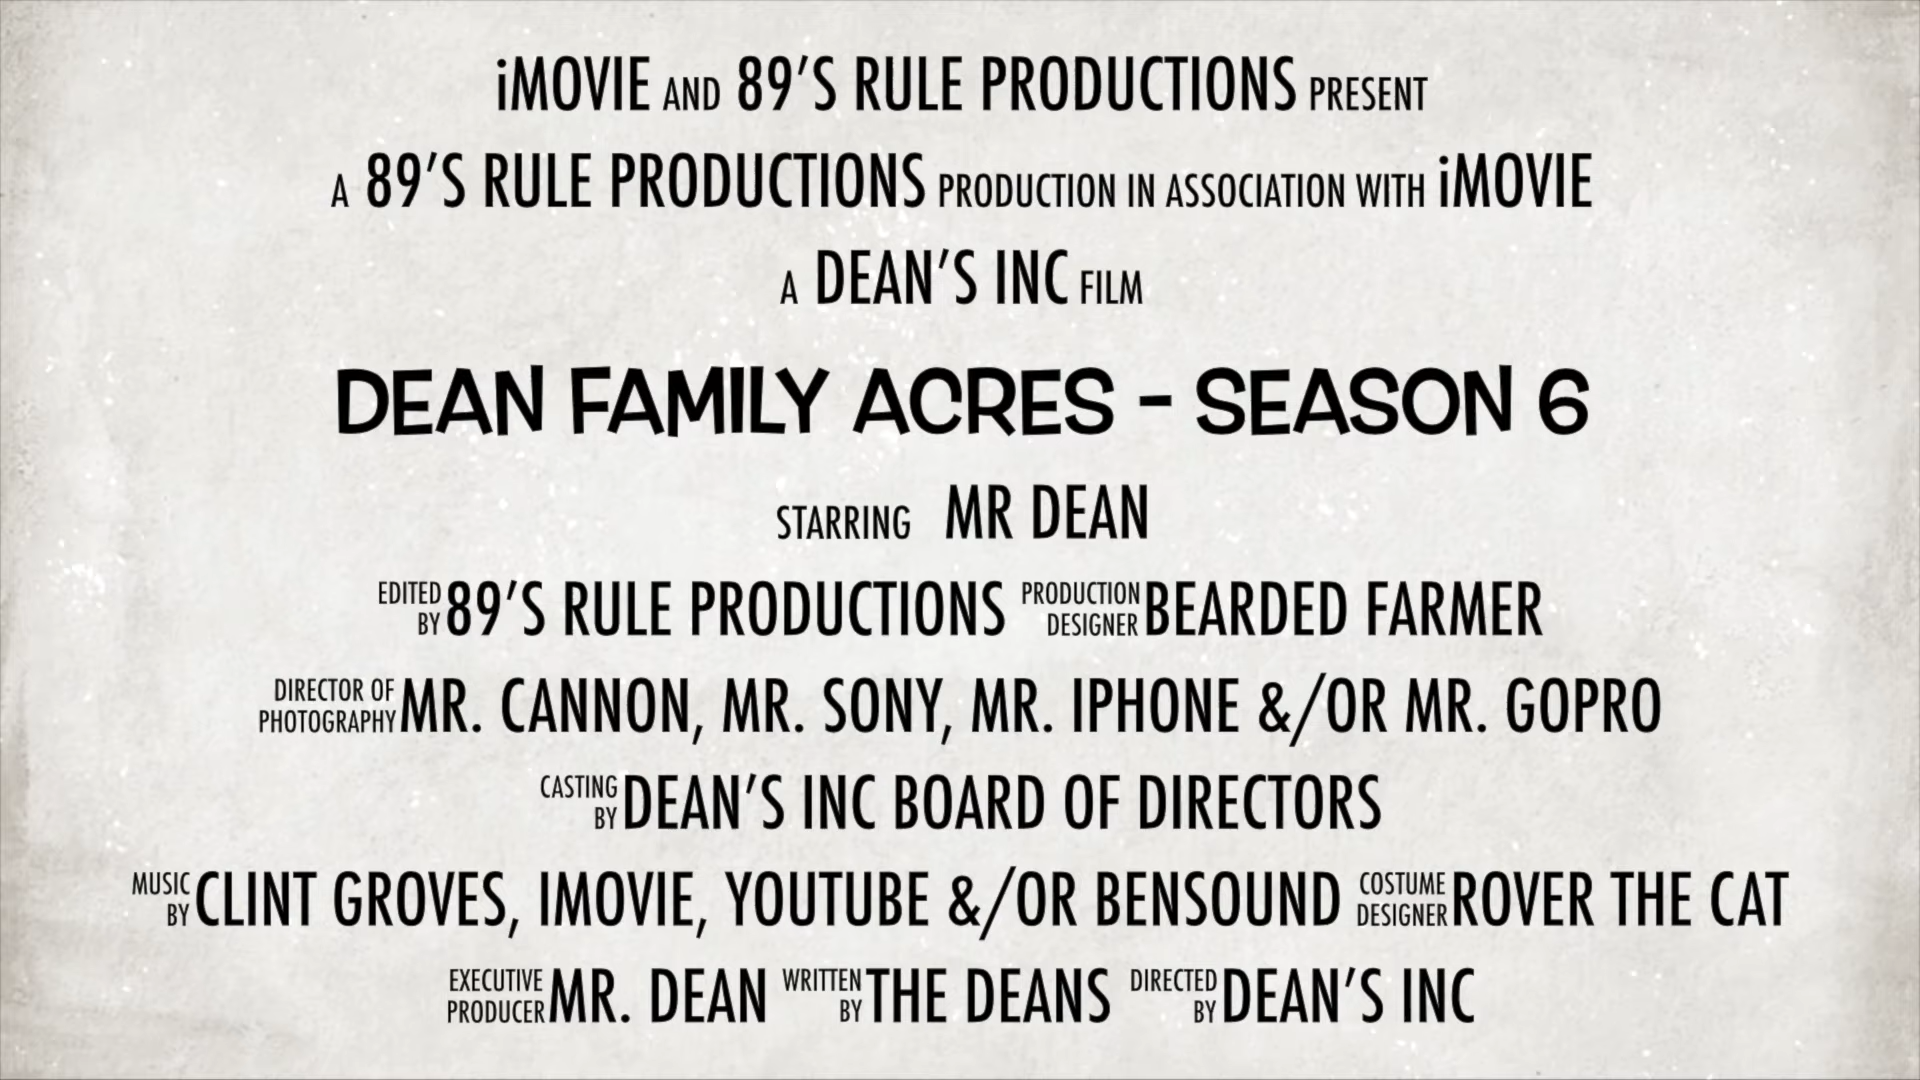 iMOVIE AND 89'S RULE PRODUCTIONS PRESENT
A 89'S RULE PRODUCTIONS PRODUCTION IN ASSOCIATION WITH iMOVIE
A DEAN'S INC FILM
DEAN FAMILY ACRES - SEASON 6
STARRING MR DEAN
EDITED BY 89'S RULE PRODUCTIONS PRODUCTION DESIGNER BEARDED FARMER
DIRECTOR OF PHOTOGRAPHY MR. CANNON, MR. SONY, MR. IPHONE &/OR MR. GOPRO
CASTING BY DEAN'S INC BOARD OF DIRECTORS
MUSIC BY CLINT GROVES, IMOVIE, YOUTUBE &/OR BENSOUND COSTUME DESIGNER ROVER THE CAT
EXECUTIVE PRODUCER MR. DEAN WRITTEN BY THE DEANS DIRECTED BY DEAN'S INC